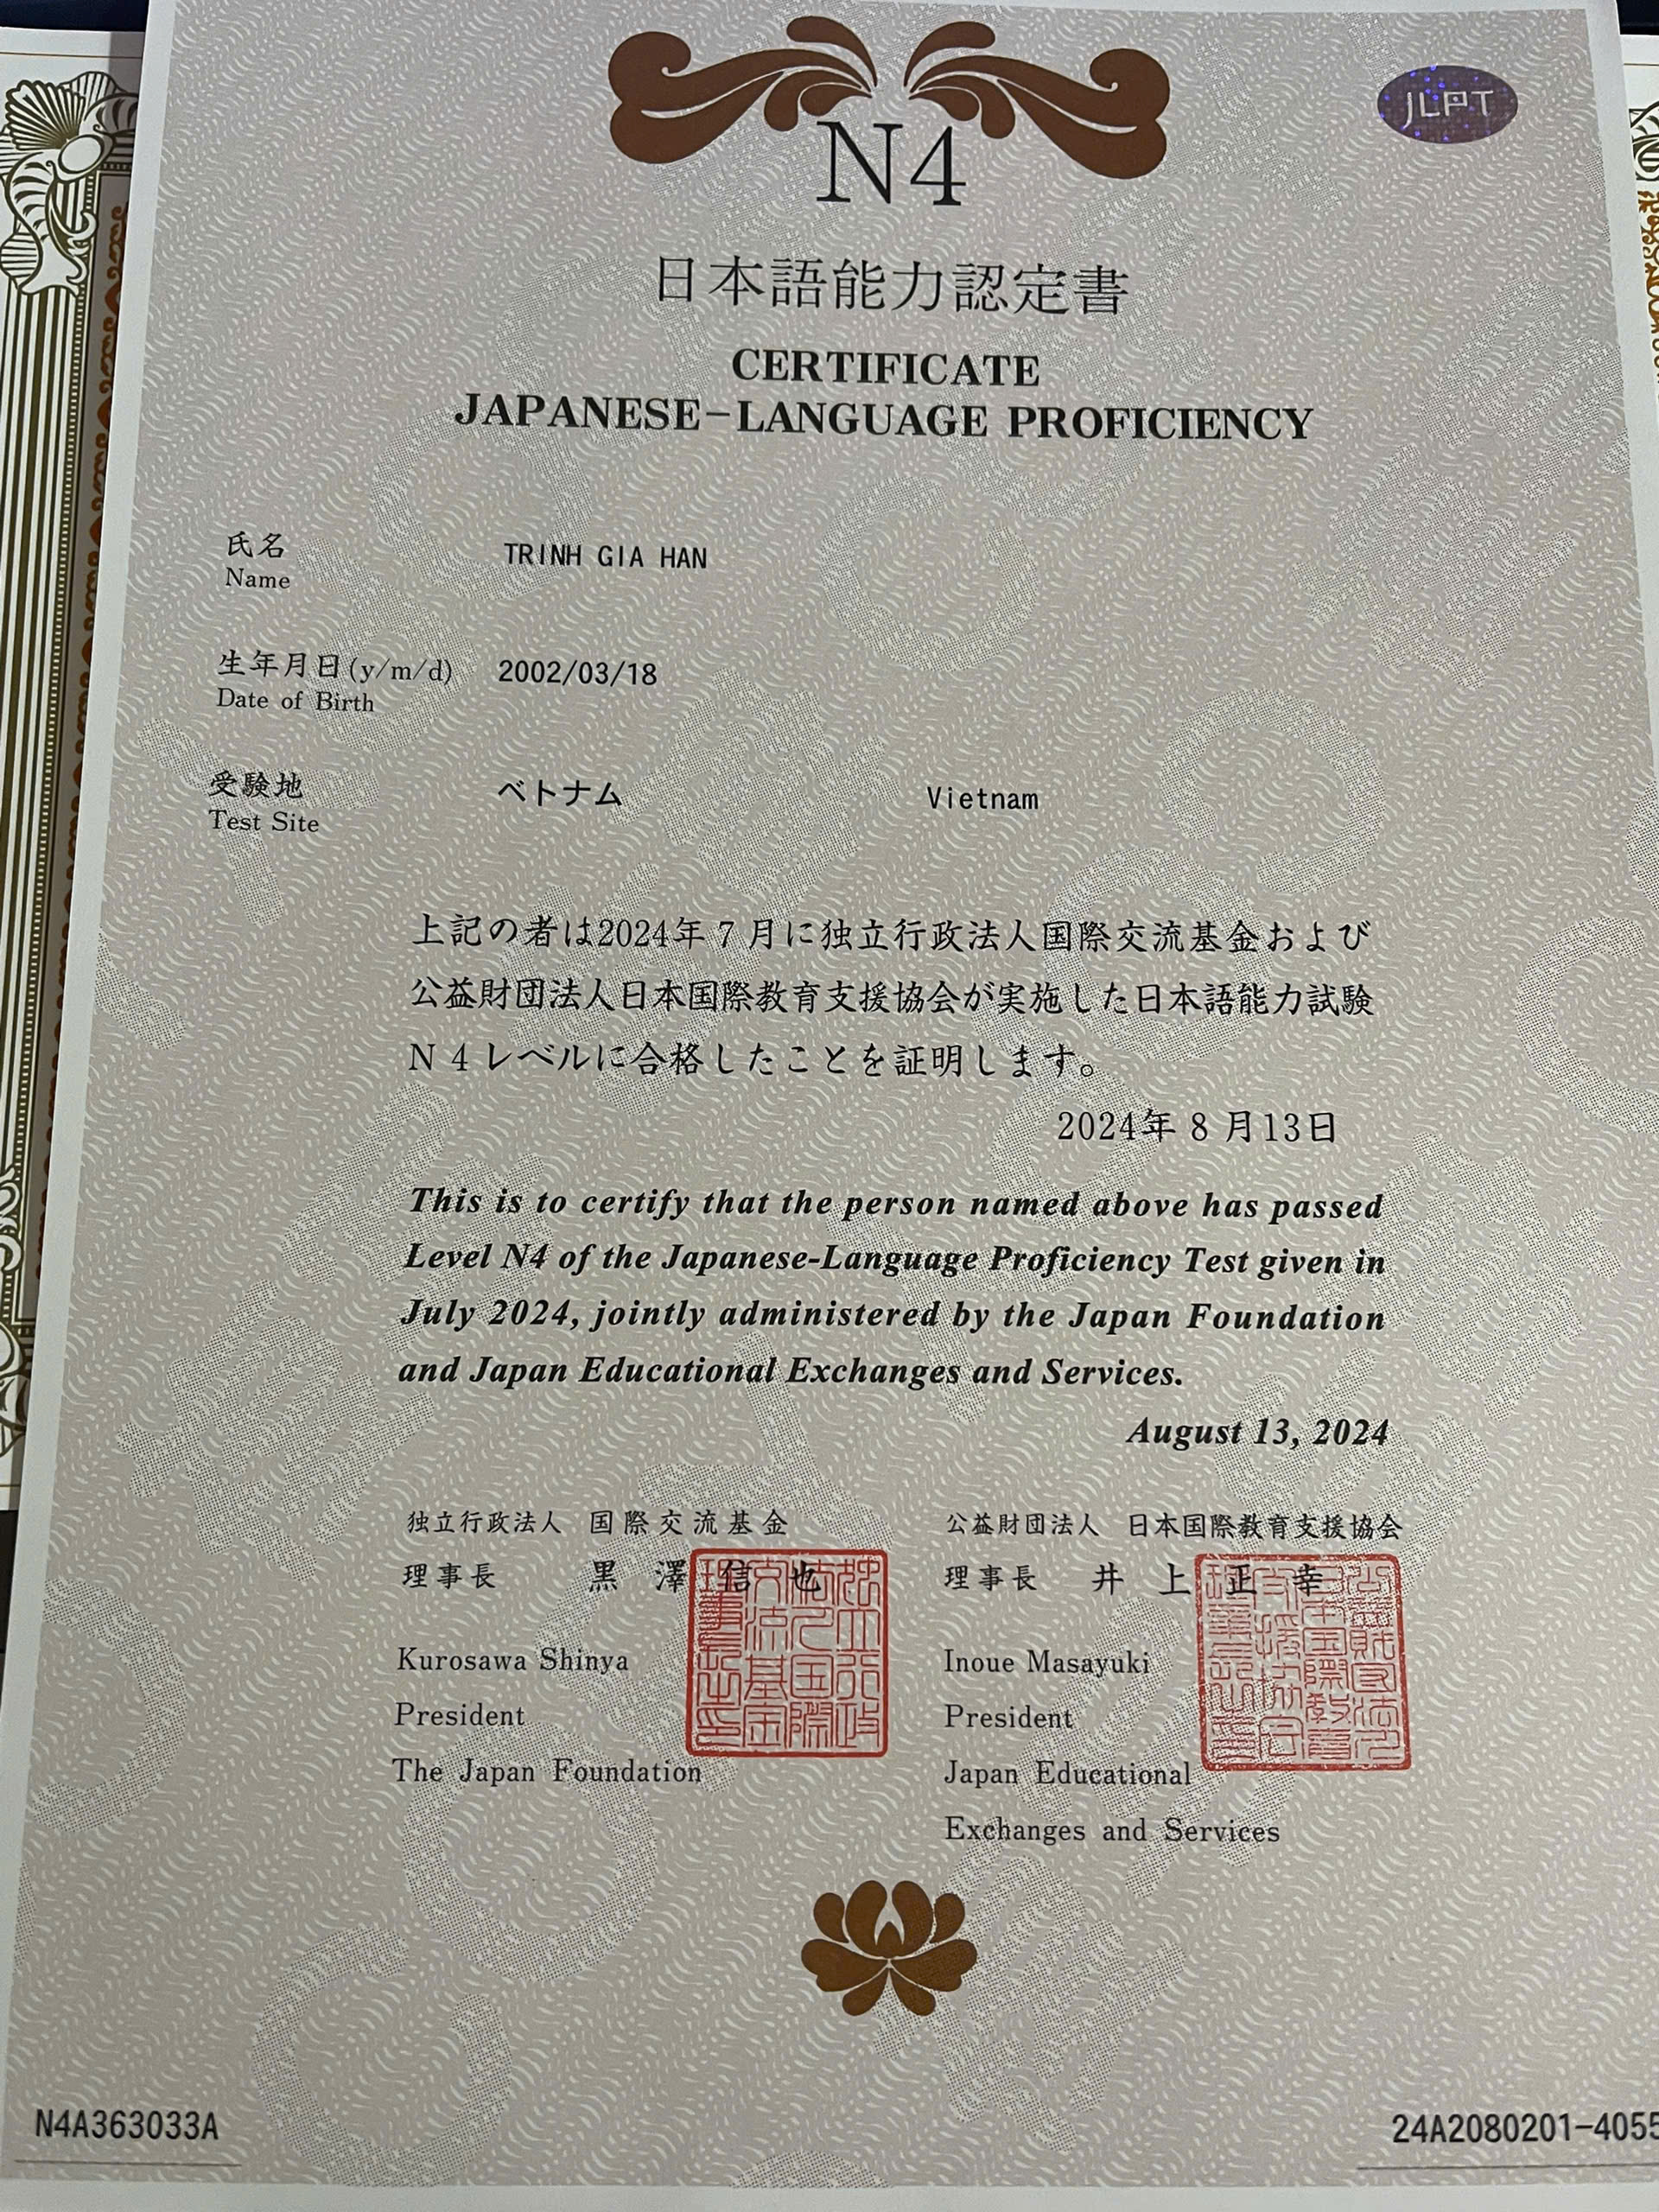 N4
JLPT
日本語能力認定書
CERTIFICATE
JAPANESE-LANGUAGE PROFICIENCY
氏名 TRINH GIA HAN
Name
生年月日(y/m/d) 2002/03/18
Date of Birth
受験地 ベトナム Vietnam
Test Site
上記の者は2024年7月に独立行政法人国際交流基金および
公益財団法人日本国際教育支援協会が実施した日本語能力試験
N4レベルに合格したことを証明します。
2024年8月13日
This is to certify that the person named above has passed
Level N4 of the Japanese-Language Proficiency Test given in
July 2024, jointly administered by the Japan Foundation
and Japan Educational Exchanges and Services.
August 13, 2024
独立行政法人 国際交流基金
理事長 黒澤信也
Kurosawa Shinya
President
The Japan Foundation
公益財団法人 日本国際教育支援協会
理事長 井上正幸
Inoue Masayuki
President
Japan Educational
Exchanges and Services
N4A363033A
24A2080201-4055